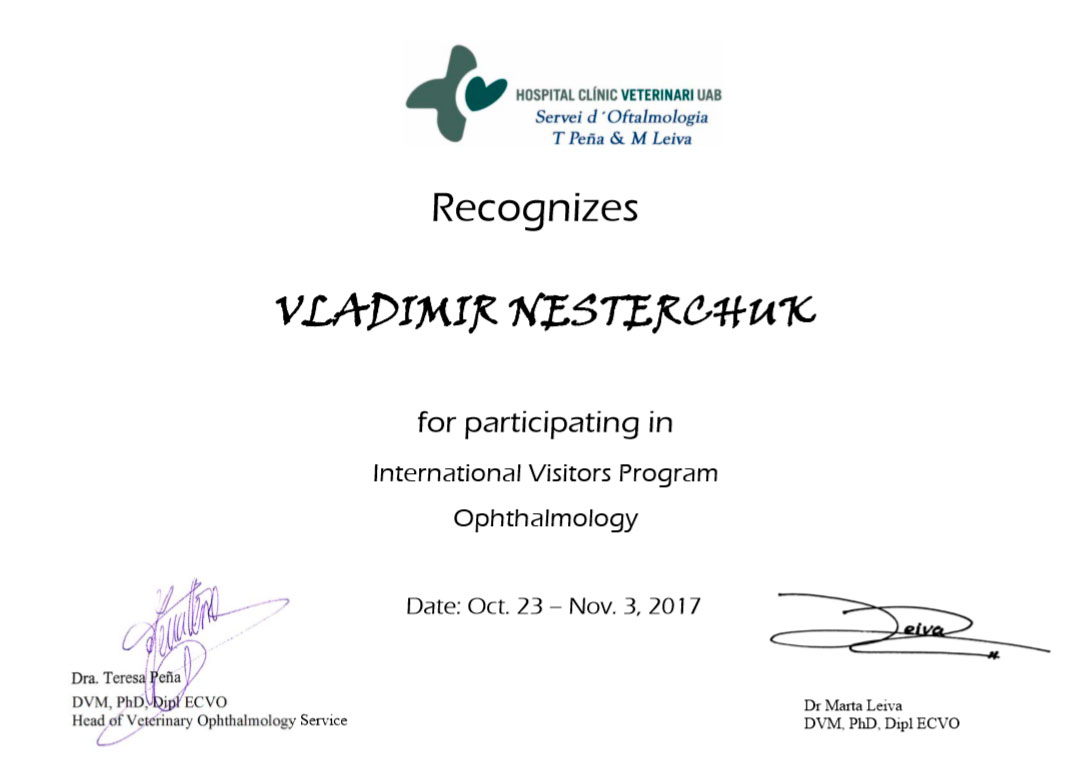 HOSPITAL CLÍNIC VETERINARI UAB
Servei d´Oftalmologia
T Peña & M Leiva
Recognizes
VLADIMIR NESTERCHUK
for participating in
International Visitors Program
Ophthalmology
Date: Oct. 23 – Nov. 3, 2017
Dra. Teresa Peña
DVM, PhD, Dipl ECVO
Head of Veterinary Ophthalmology Service
Leiva
Dr Marta Leiva
DVM, PhD, Dipl ECVO